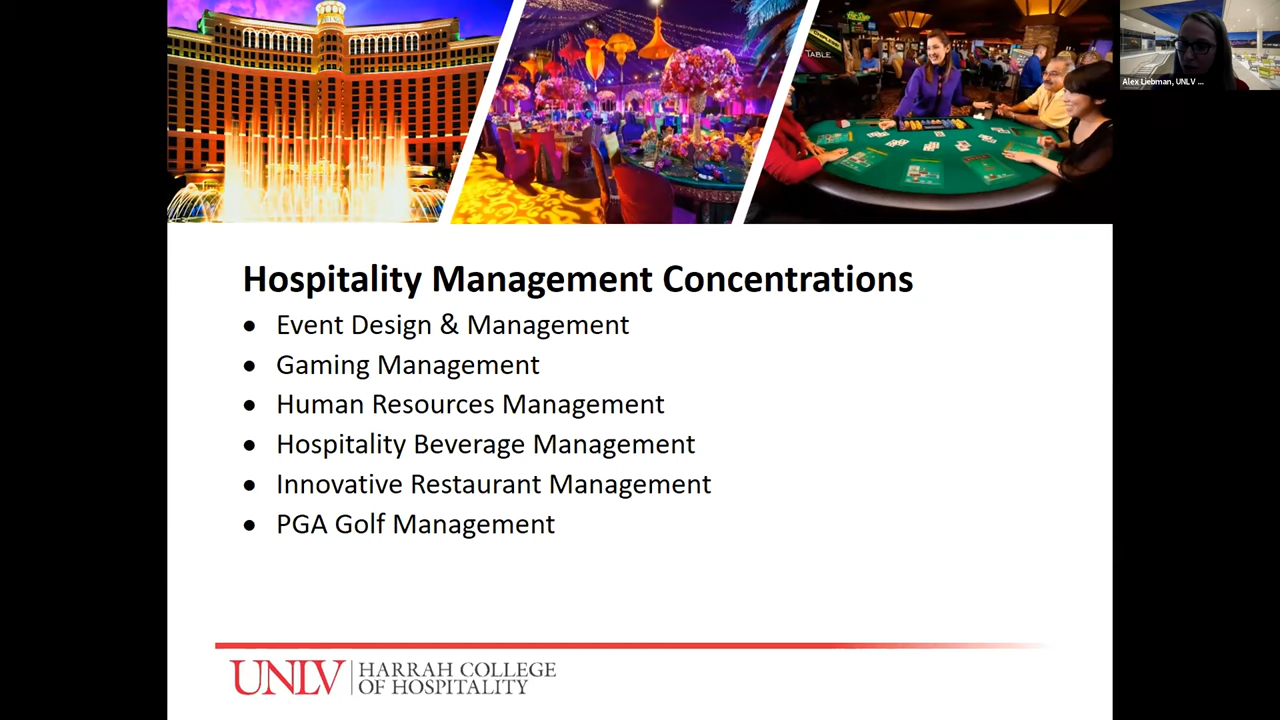 TABLE
Alex Liebman, UNLV ...
Hospitality Management Concentrations
• Event Design & Management
• Gaming Management
• Human Resources Management
• Hospitality Beverage Management
• Innovative Restaurant Management
• PGA Golf Management
UNLV | HARRAH COLLEGE
OF HOSPITALITY